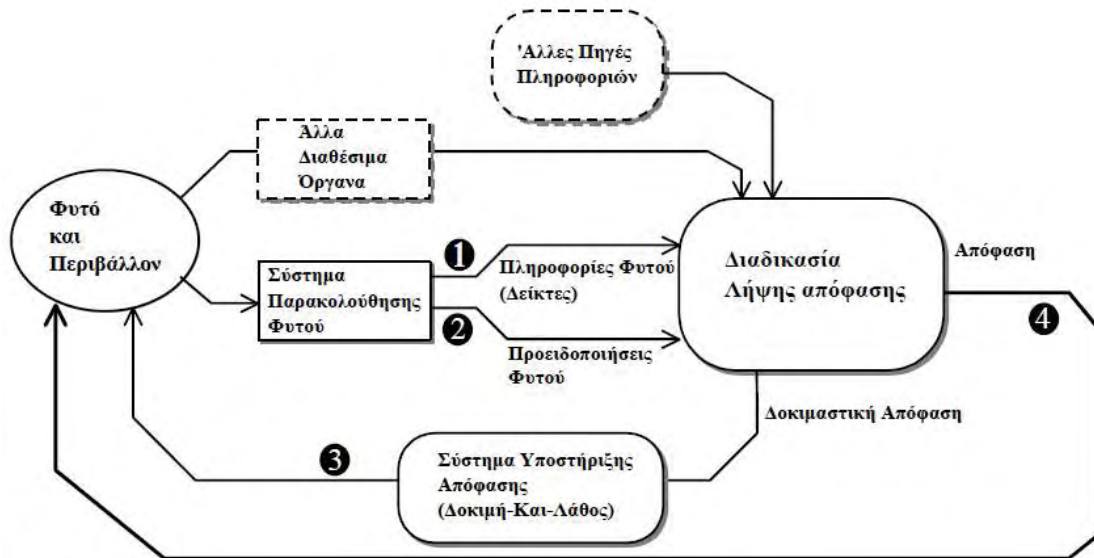 'Αλλες Πηγές
Πληροφοριών
Άλλα
Διαθέσιμα
Όργανα
Φυτό
και
Περιβάλλον
Σύστημα
Παρακολούθησης
Φυτού
1
Πληροφορίες Φυτού
(Δείκτες)
2
Προειδοποιήσεις
Φυτού
Διαδικασία
Λήψης απόφασης
Απόφαση
4
Δοκιμαστική Απόφαση
3
Σύστημα Υποστήριξης
Απόφασης
(Δοκιμή-Και-Λάθος)